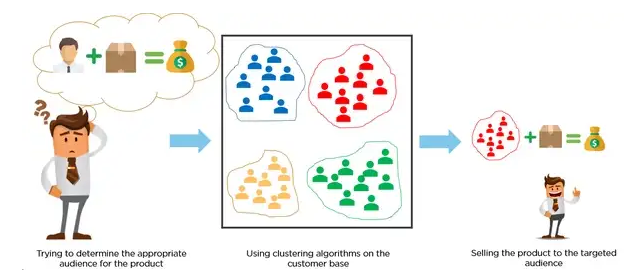 ??
?
Trying to determine the appropriate
audience for the product
Using clustering algorithms on the
customer base
Selling the product to the targeted
audience